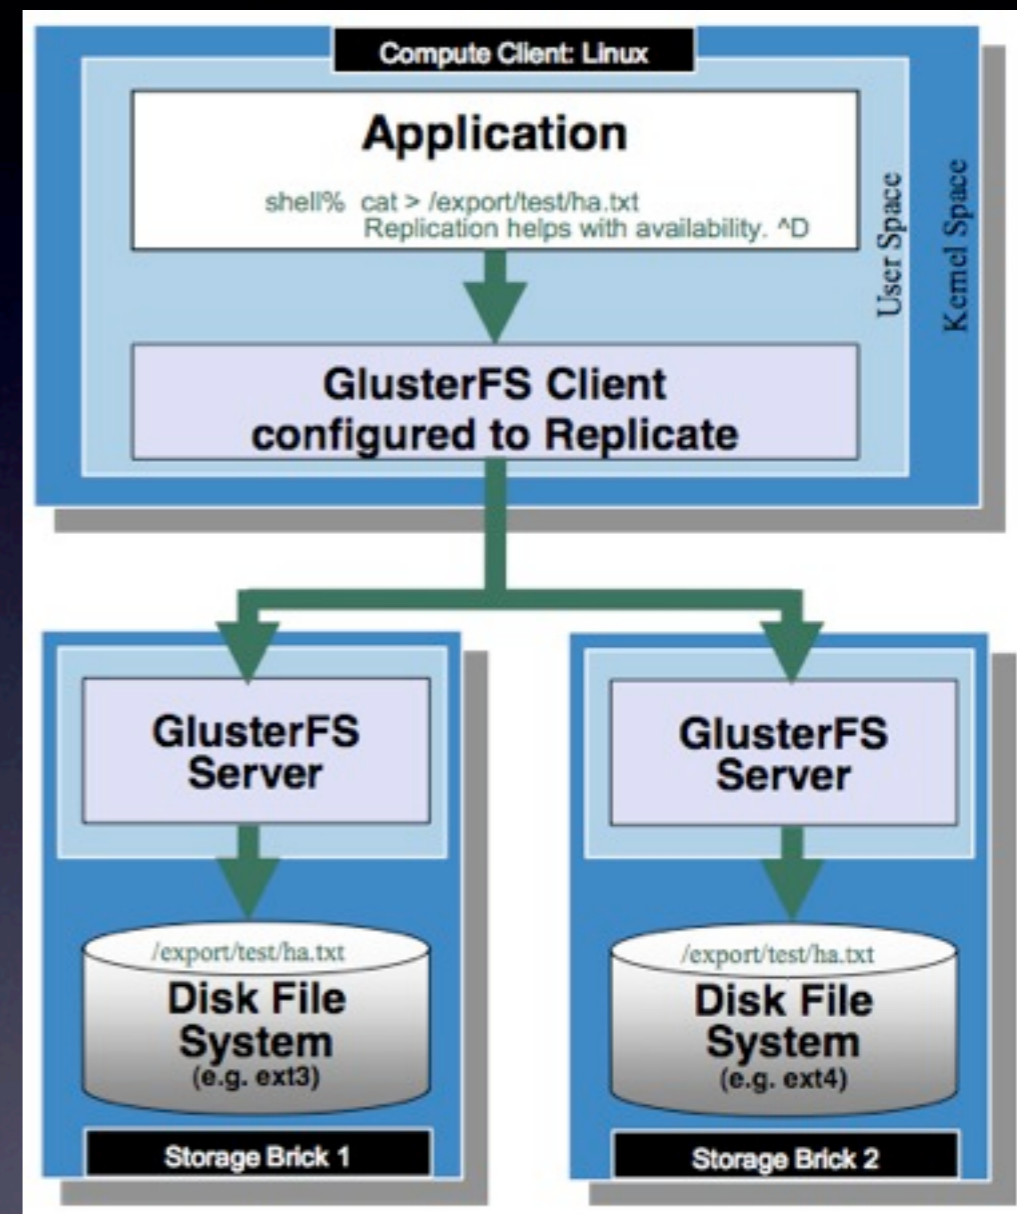 Compute Client: Linux
Application
shell% cat > /export/test/ha.txt
Replication helps with availability. ^D
User Space
Kernel Space
GlusterFS Client
configured to Replicate
GlusterFS
Server
/export/test/ha.txt
Disk File
System
(e.g. ext3)
Storage Brick 1
GlusterFS
Server
/export/test/ha.txt
Disk File
System
(e.g. ext4)
Storage Brick 2